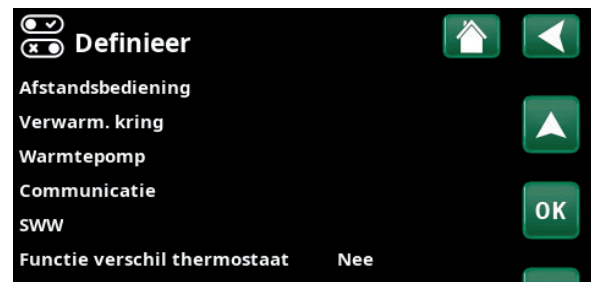 Definieer
Afstandsbediening
Verwarm. kring
Warmtepomp
Communicatie
OK
SWW
Functie verschil thermostaat Nee